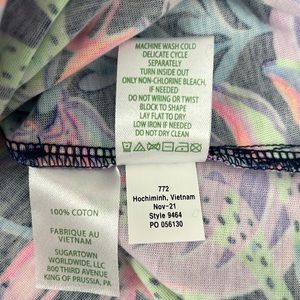 MACHINE WASH COLD
DELICATE CYCLE
SEPARATELY
TURN INSIDE OUT
ONLY NON-CHLORINE BLEACH,
IF NEEDED
DO NOT WRING OR TWIST
BLOCK TO SHAPE
LAY FLAT TO DRY
LOW IRON IF NEEDED
DO NOT DRY CLEAN
772
Hochiminh, Vietnam
Nov-21
Style 9464
PO 056130
100% COTON
FABRIQUE AU
VIETNAM
SUGARTOWN
WORLDWIDE, LLC
800 THIRD AVENUE
KING OF PRUSSIA, PA